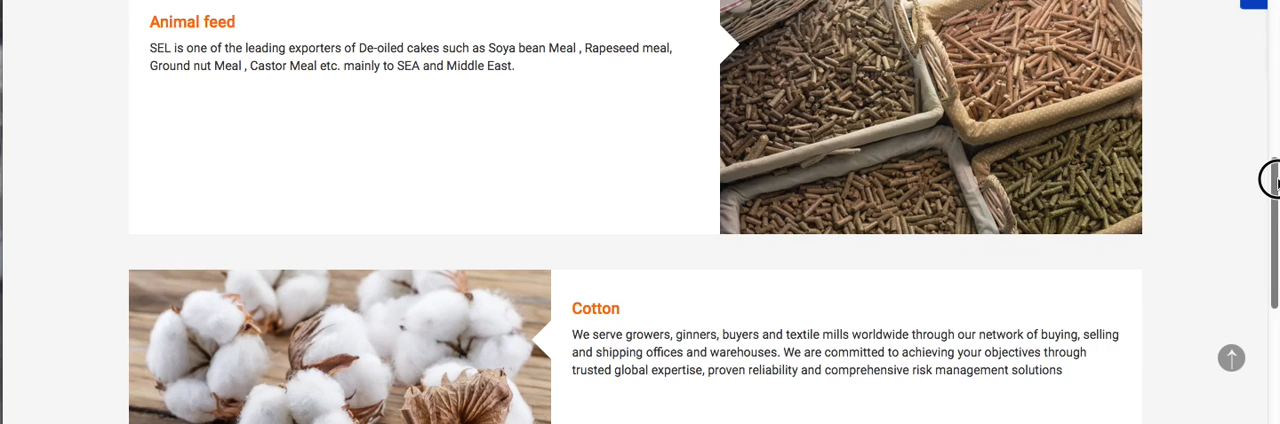 Animal feed
SEL is one of the leading exporters of De-oiled cakes such as Soya bean Meal , Rapeseed meal,
Ground nut Meal , Castor Meal etc. mainly to SEA and Middle East.
Cotton
We serve growers, ginners, buyers and textile mills worldwide through our network of buying, selling
and shipping offices and warehouses. We are committed to achieving your objectives through
trusted global expertise, proven reliability and comprehensive risk management solutions